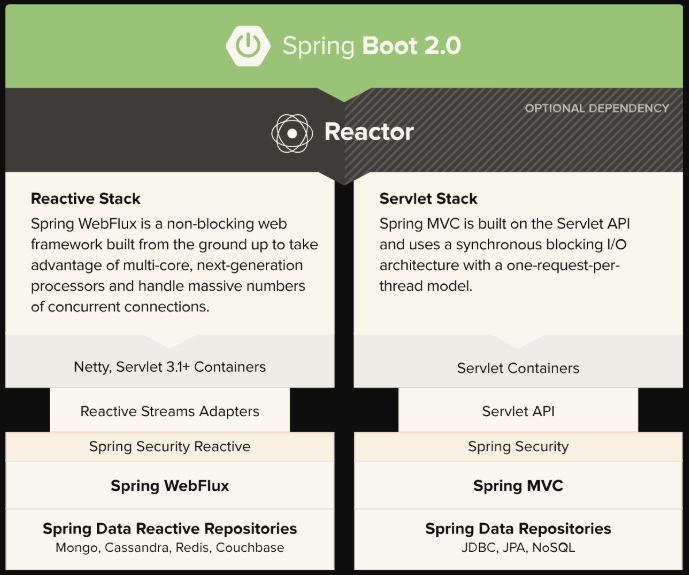 Spring Boot 2.0
OPTIONAL DEPENDENCY
Reactor
Reactive Stack
Spring WebFlux is a non-blocking web
framework built from the ground up to take
advantage of multi-core, next-generation
processors and handle massive numbers
of concurrent connections.
Netty, Servlet 3.1+ Containers
Reactive Streams Adapters
Spring Security Reactive
Spring WebFlux
Spring Data Reactive Repositories
Mongo, Cassandra, Redis, Couchbase
Servlet Stack
Spring MVC is built on the Servlet API
and uses a synchronous blocking I/O
architecture with a one-request-per-
thread model.
Servlet Containers
Servlet API
Spring Security
Spring MVC
Spring Data Repositories
JDBC, JPA, NoSQL